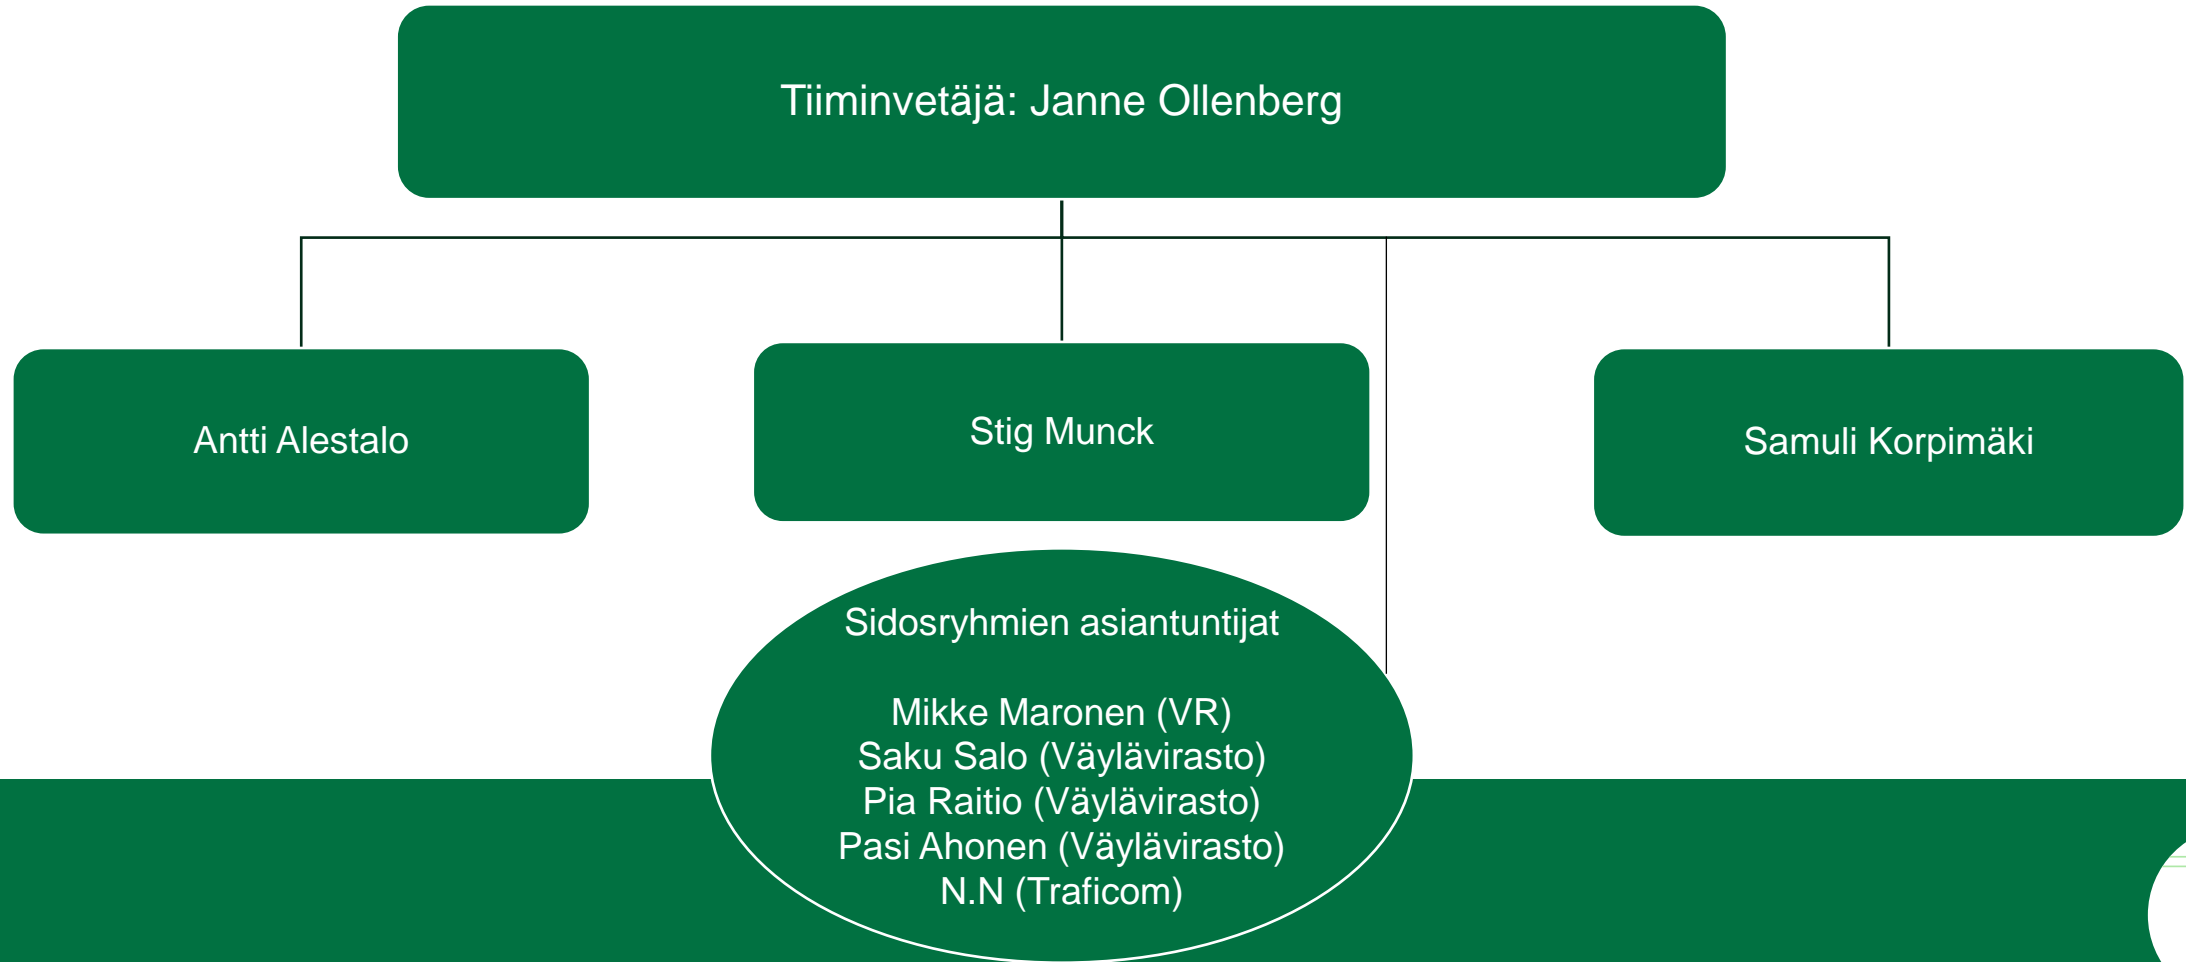 Tiiminvetäjä: Janne Ollenberg
Antti Alestalo
Stig Munck
Samuli Korpimäki
Sidosryhmien asiantuntijat
Mikke Maronen (VR)
Saku Salo (Väylävirasto)
Pia Raitio (Väylävirasto)
Pasi Ahonen (Väylävirasto)
N.N (Traficom)